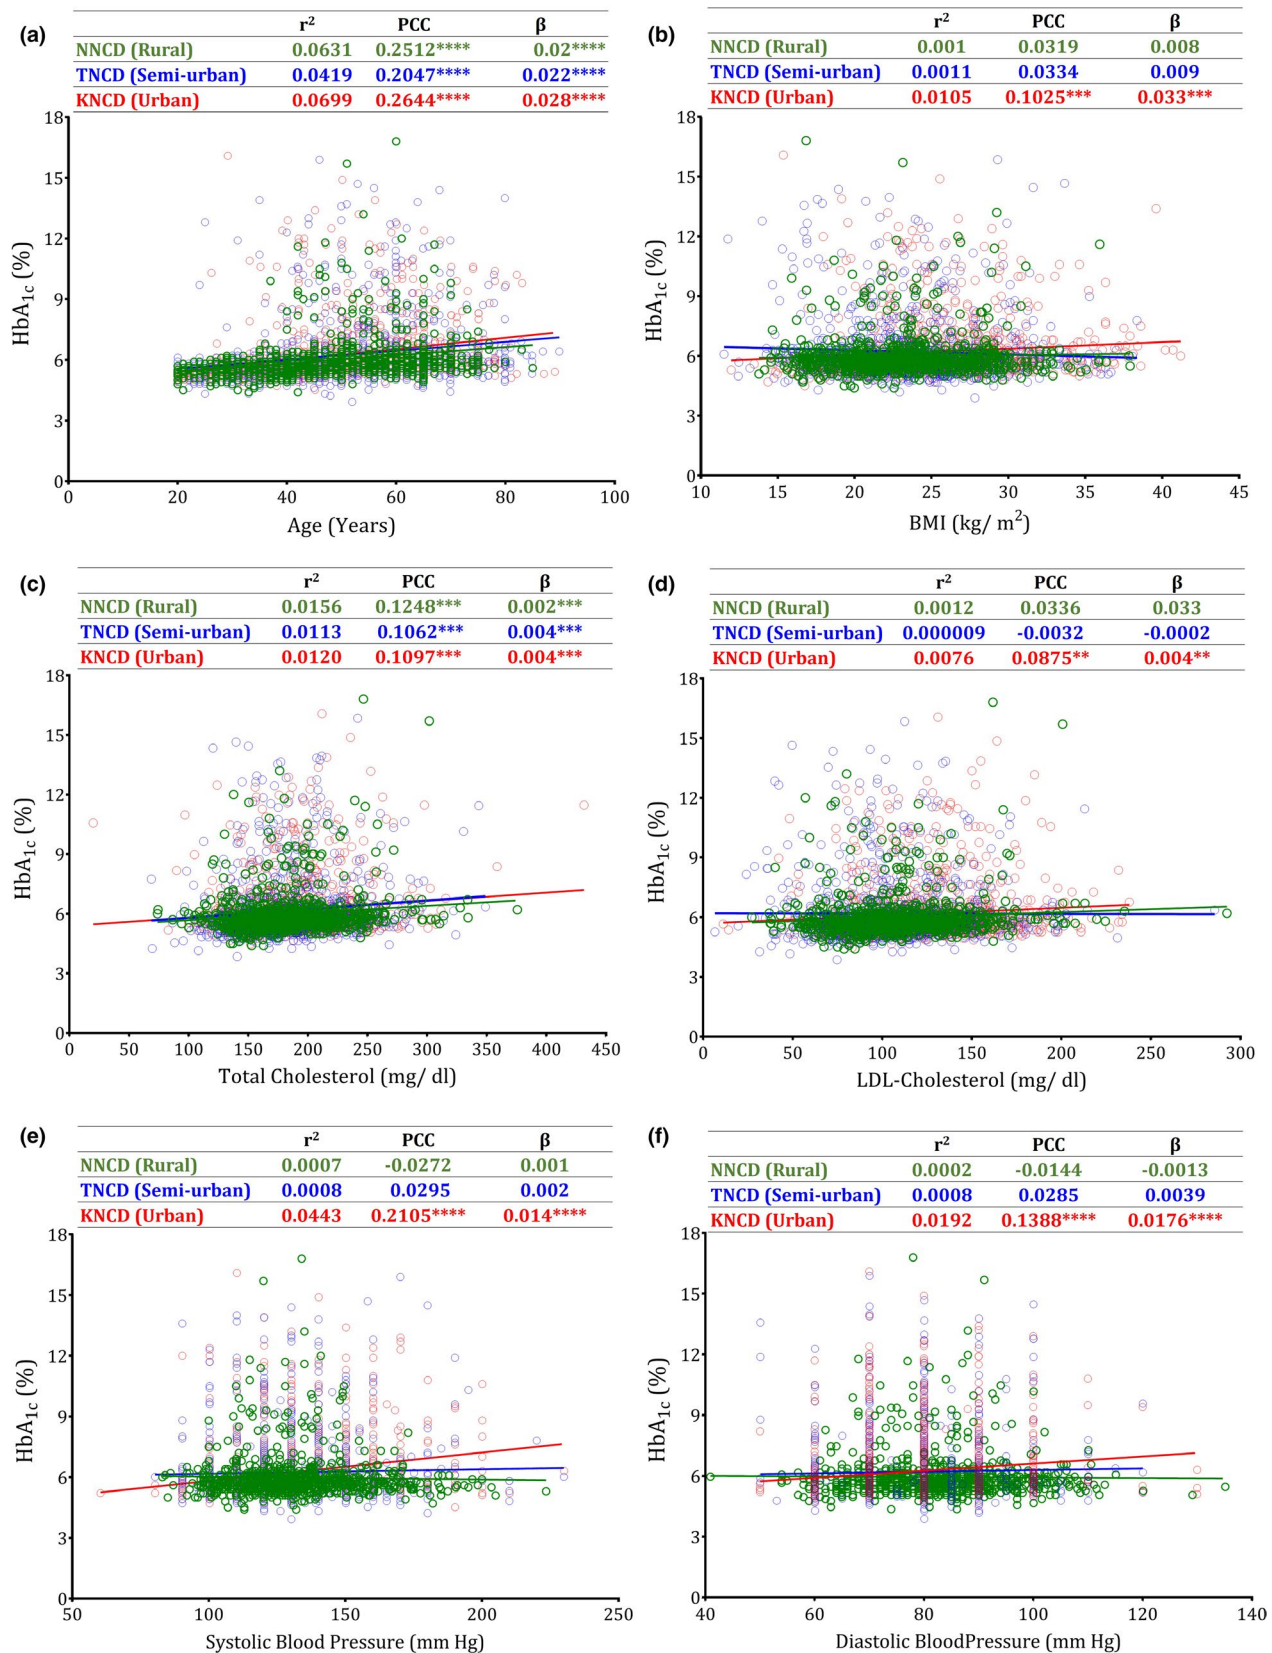 (a)
r² PCC β
NNCD (Rural) 0.0631 0.2512**** 0.02****
TNCD (Semi-urban) 0.0419 0.2047**** 0.022****
KNCD (Urban) 0.0699 0.2644**** 0.028****
18
15
12
9
6
3
0
HbA1c (%)
0 20 40 60 80 100
Age (Years)
(b)
r² PCC β
NNCD (Rural) 0.001 0.0319 0.008
TNCD (Semi-urban) 0.0011 0.0334 0.009
KNCD (Urban) 0.0105 0.1025*** 0.033***
18
15
12
9
6
3
0
HbA1c (%)
10 15 20 25 30 35 40 45
BMI (kg/ m²)
(c)
r² PCC β
NNCD (Rural) 0.0156 0.1248*** 0.002***
TNCD (Semi-urban) 0.0113 0.1062*** 0.004***
KNCD (Urban) 0.0120 0.1097*** 0.004***
18
15
12
9
6
3
0
HbA1c (%)
0 50 100 150 200 250 300 350 400 450
Total Cholesterol (mg/ dl)
(d)
r² PCC β
NNCD (Rural) 0.0012 0.0336 0.033
TNCD (Semi-urban) 0.000009 -0.0032 -0.0002
KNCD (Urban) 0.0076 0.0875** 0.004**
18
15
12
9
6
3
0
HbA1c (%)
0 50 100 150 200 250 300
LDL-Cholesterol (mg/ dl)
(e)
r² PCC β
NNCD (Rural) 0.0007 -0.0272 0.001
TNCD (Semi-urban) 0.0008 0.0295 0.002
KNCD (Urban) 0.0443 0.2105**** 0.014****
18
15
12
9
6
3
0
HbA1c (%)
50 100 150 200 250
Systolic Blood Pressure (mm Hg)
(f)
r² PCC β
NNCD (Rural) 0.0002 -0.0144 -0.0013
TNCD (Semi-urban) 0.0008 0.0285 0.0039
KNCD (Urban) 0.0192 0.1388**** 0.0176****
18
15
12
9
6
3
0
HbA1c (%)
40 60 80 100 120 140
Diastolic BloodPressure (mm Hg)